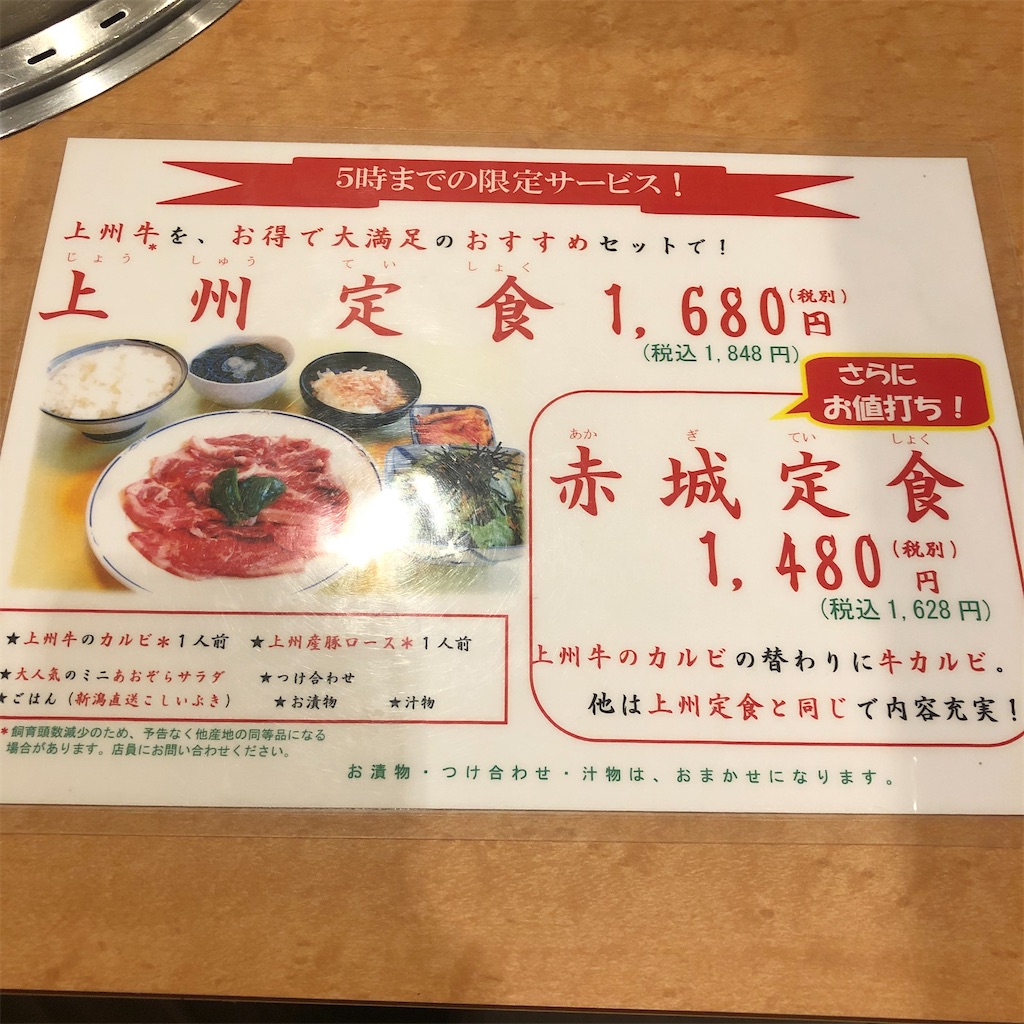 5時までの限定サービス！
上州牛*を、お得で大満足のおすすめセットで！
じょう しゅう てい しょく
上州定食 1,680円(税別)
(税込1,848円)
さらに
お値打ち！
あか ぎ てい しょく
赤城定食
1,480円(税別)
(税込1,628円)
上州牛のカルビの替わりに牛カルビ。
他は上州定食と同じで内容充実！
★上州牛のカルビ*1人前 ★上州産豚ロース*1人前
★大人気のミニあおぞらサラダ ★つけ合わせ
★ごはん（新潟直送こしいぶき） ★お漬物 ★汁物
*飼育頭数減少のため、予告なく他産地の同等品になる
場合があります。店員にお問い合わせください。
お漬物・つけ合わせ・汁物は、おまかせになります。